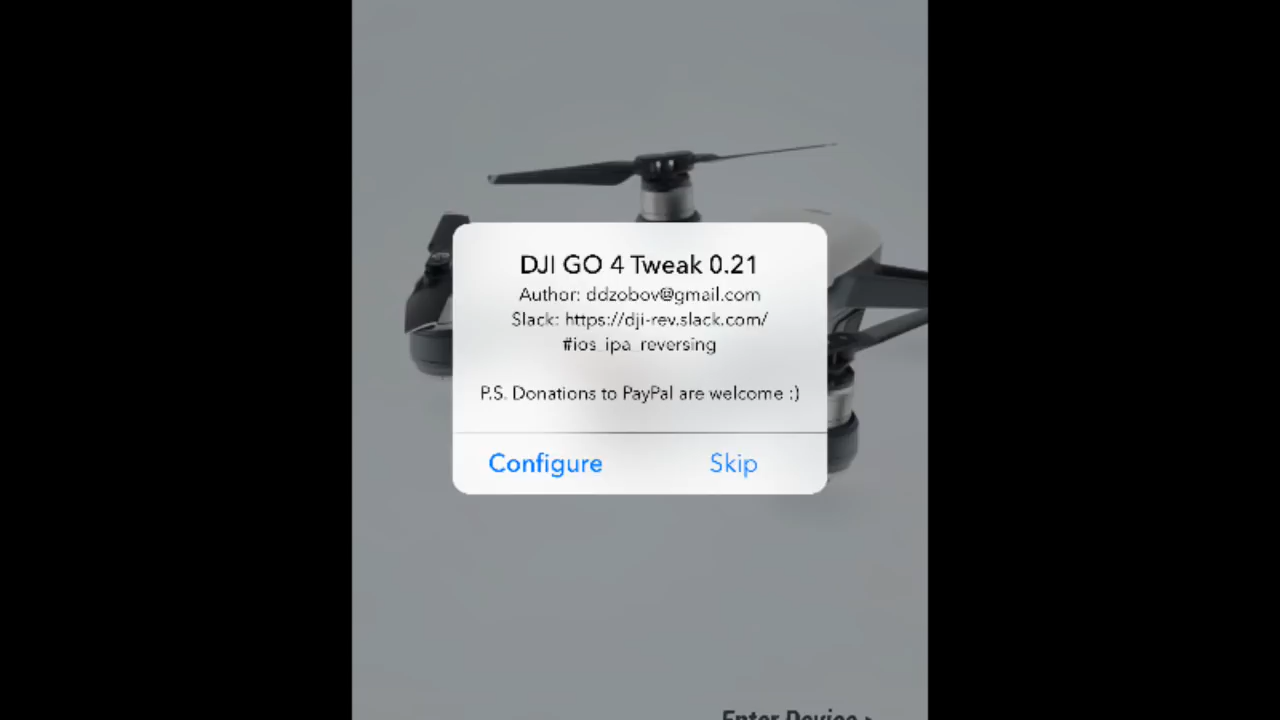 DJI GO 4 Tweak 0.21
Author: ddzobov@gmail.com
Slack: https://dji-rev.slack.com/
#ios_ipa_reversing
P.S. Donations to PayPal are welcome :)
Configure Skip
Enter Device >